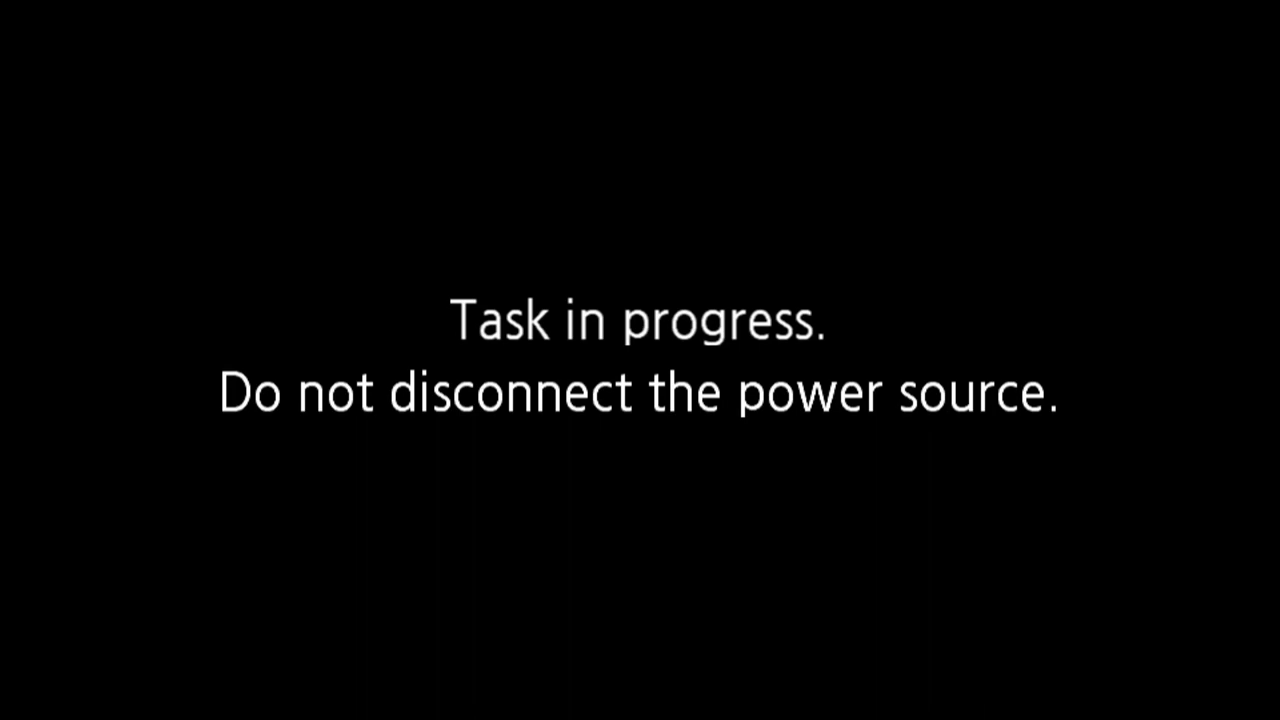 Task in progress.
Do not disconnect the power source.